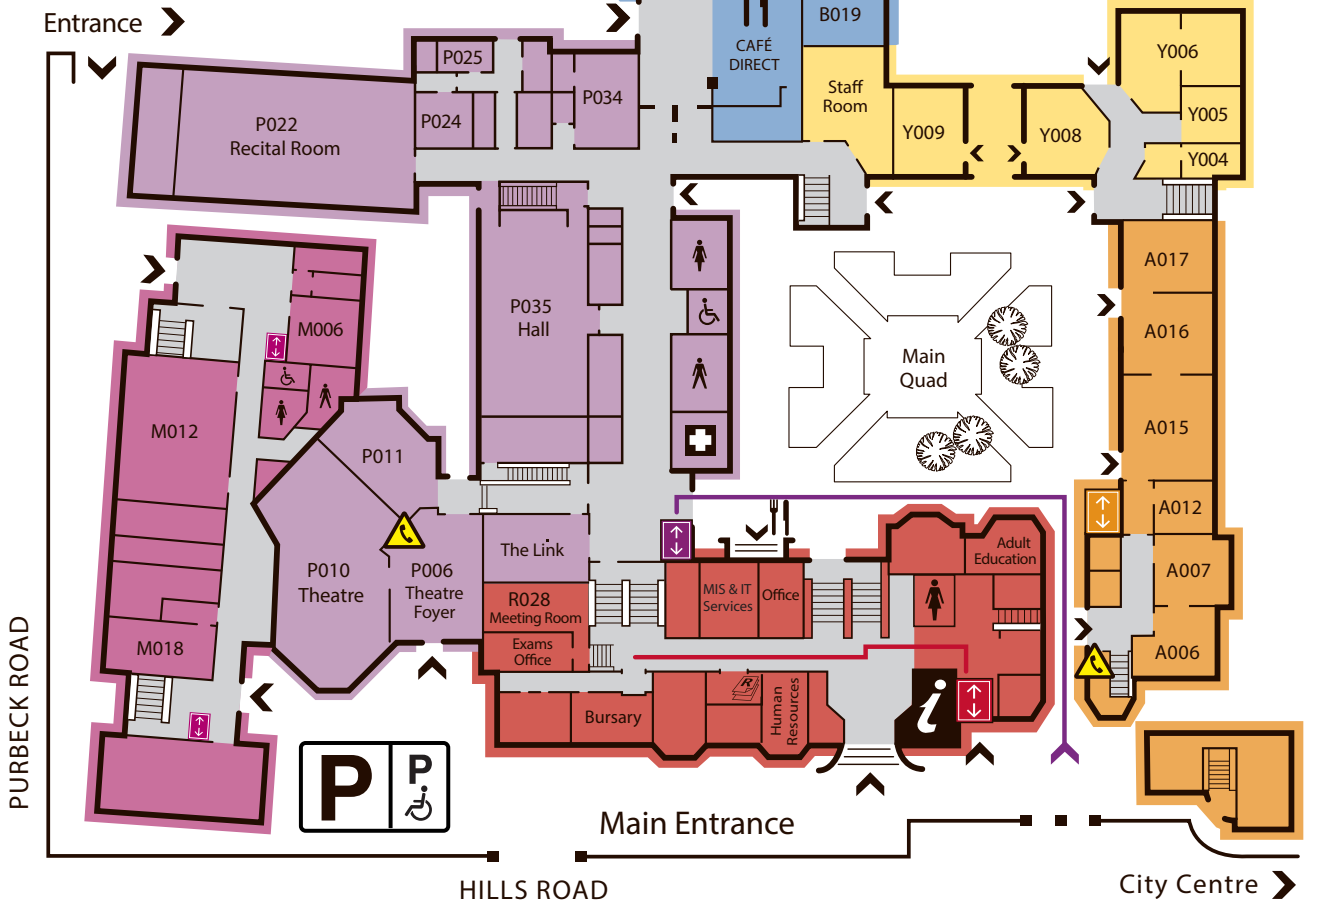 Entrance
B019
CAFÉ
DIRECT
Y006
P025
P034
Staff
Room
P022
Recital Room
P024
Y009
Y008
Y005
Y004
A017
P035
Hall
M006
A016
Main
Quad
M012
P011
A015
A012
The Link
Adult
Education
P010
Theatre
P006
Theatre
Foyer
R028
Meeting Room
MIS & IT
Services
Office
A007
Exams
Office
M018
A006
R
Bursary
Human
Resources
i
PURBECK ROAD
P
P
Main Entrance
HILLS ROAD
City Centre